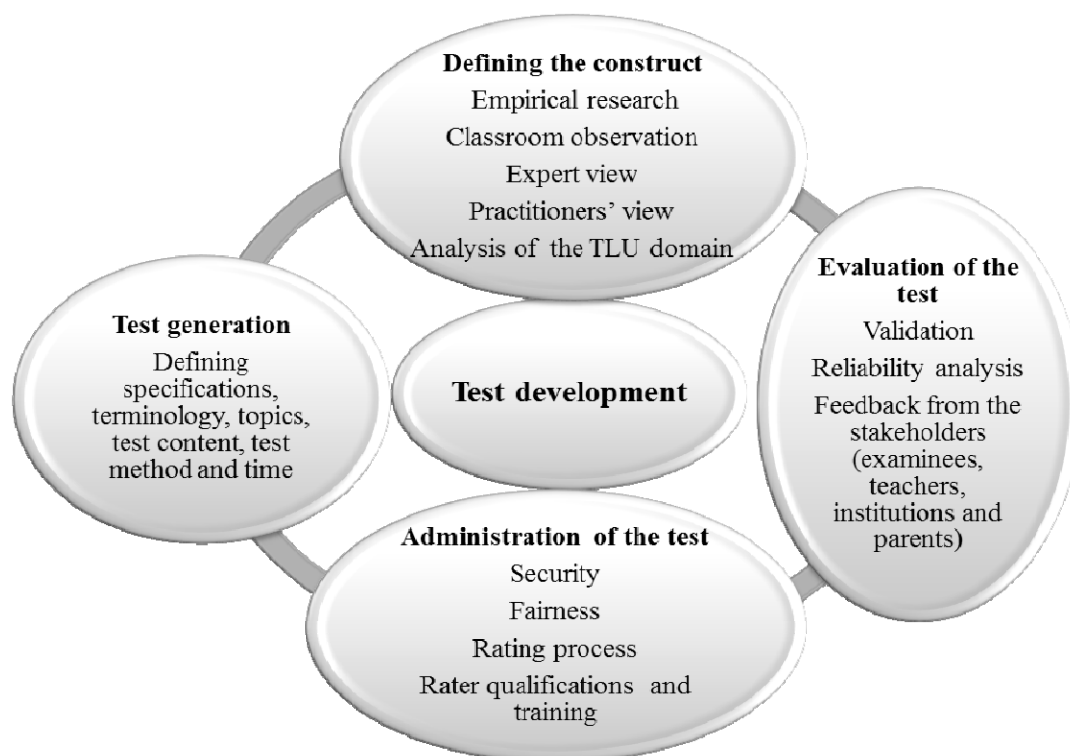 Defining the construct
Empirical research
Classroom observation
Expert view
Practitioners’ view
Analysis of the TLU domain
Evaluation of the
test
Validation
Reliability analysis
Feedback from the
stakeholders
(examinees,
teachers,
institutions and
parents)
Test generation
Defining
specifications,
terminology, topics,
test content, test
method and time
Test development
Administration of the test
Security
Fairness
Rating process
Rater qualifications and
training